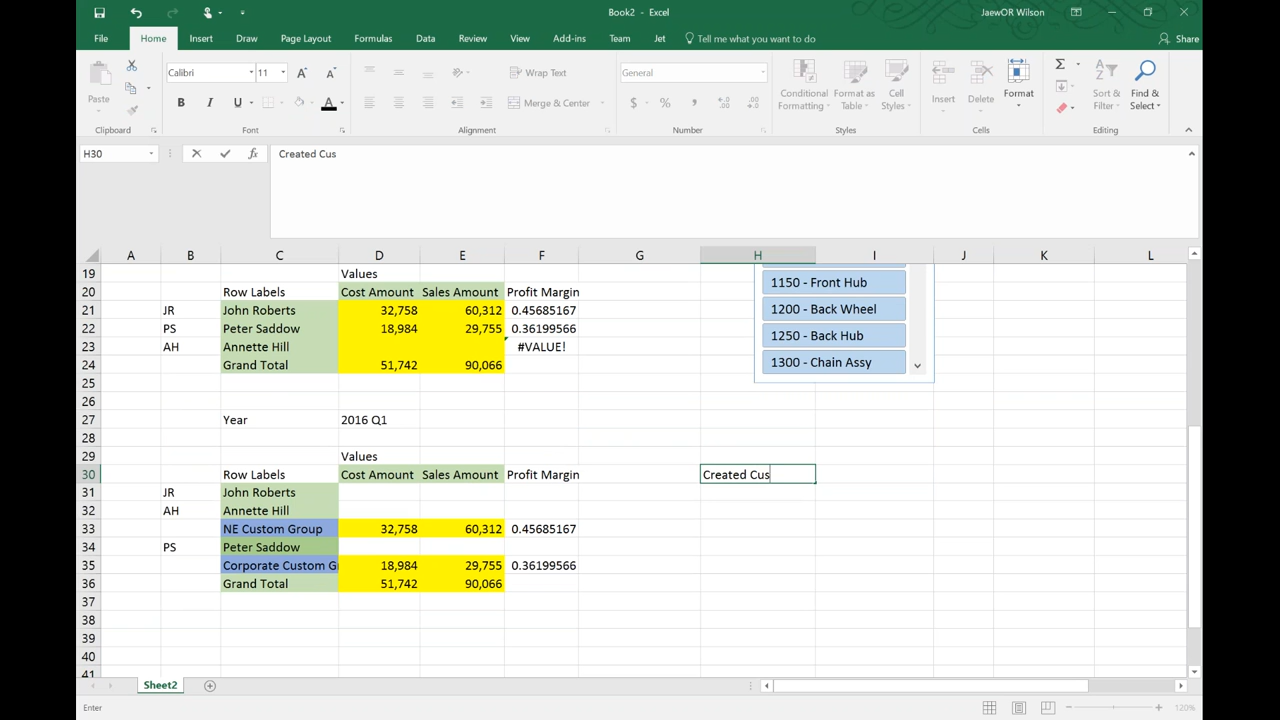 Book2 - Excel
JaewOR Wilson
File Home Insert Draw Page Layout Formulas Data Review View Add-ins Team Jet Tell me what you want to do Share
Paste
Clipboard
Calibri 11
B I U
Font
Wrap Text
Merge & Center
Alignment
General
$ % ,
Number
Conditional Formatting
Format as Table
Cell Styles
Styles
Insert
Delete
Format
Cells
Sort & Filter
Find & Select
Editing
H30 fx Created Cus
A B C D E F G H I J K L
19 Values
1150 - Front Hub
20 Row Labels Cost Amount Sales Amount Profit Margin
1200 - Back Wheel
21 JR John Roberts 32,758 60,312 0.45685167
22 PS Peter Saddow 18,984 29,755 0.36199566
1250 - Back Hub
23 AH Annette Hill #VALUE!
1300 - Chain Assy
24 Grand Total 51,742 90,066
25
26
27 Year 2016 Q1
28
29 Values
30 Row Labels Cost Amount Sales Amount Profit Margin Created Cus
31 JR John Roberts
32 AH Annette Hill
33 NE Custom Group 32,758 60,312 0.45685167
34 PS Peter Saddow
35 Corporate Custom G 18,984 29,755 0.36199566
36 Grand Total 51,742 90,066
37
38
39
40
41
Sheet2
Enter
120%